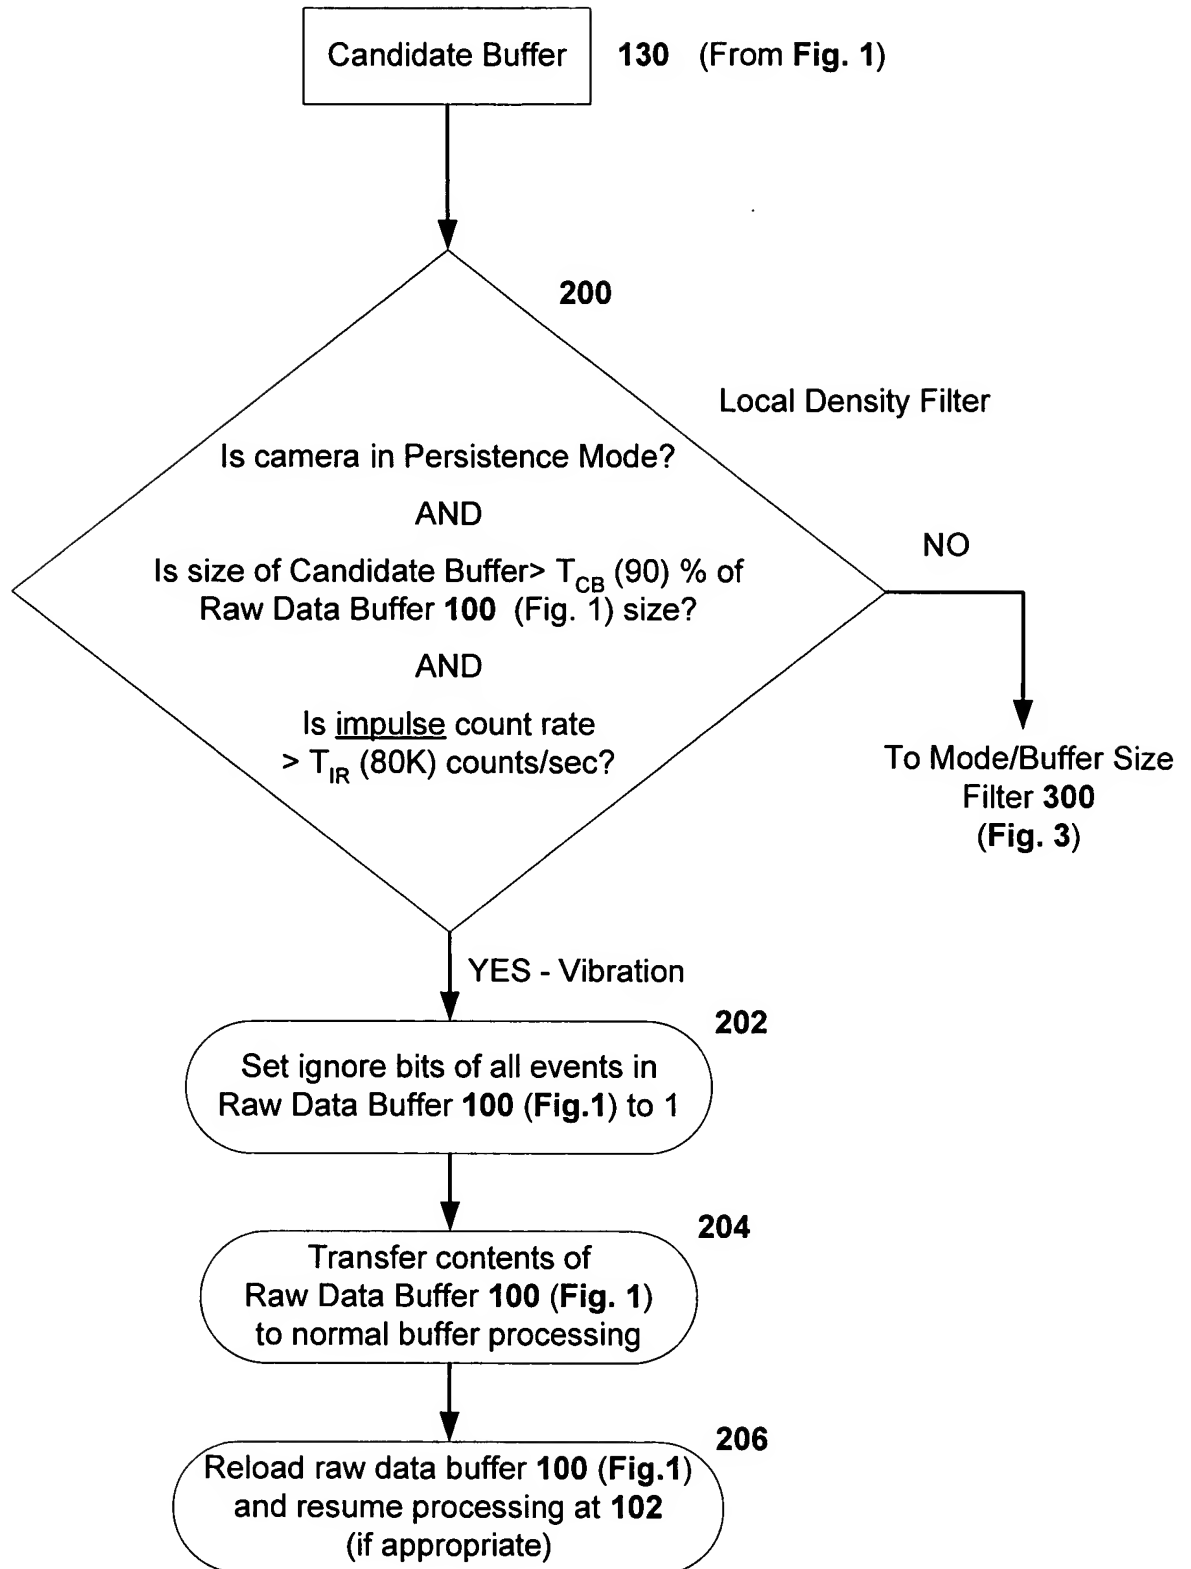 Candidate Buffer 130 (From Fig. 1)
200
Local Density Filter
Is camera in Persistence Mode?
AND
NO
Is size of Candidate Buffer> TCB (90) % of
Raw Data Buffer 100 (Fig. 1) size?
AND
Is impulse count rate
> TIR (80K) counts/sec?
To Mode/Buffer Size
Filter 300
(Fig. 3)
YES - Vibration
202
Set ignore bits of all events in
Raw Data Buffer 100 (Fig.1) to 1
204
Transfer contents of
Raw Data Buffer 100 (Fig. 1)
to normal buffer processing
206
Reload raw data buffer 100 (Fig.1)
and resume processing at 102
(if appropriate)